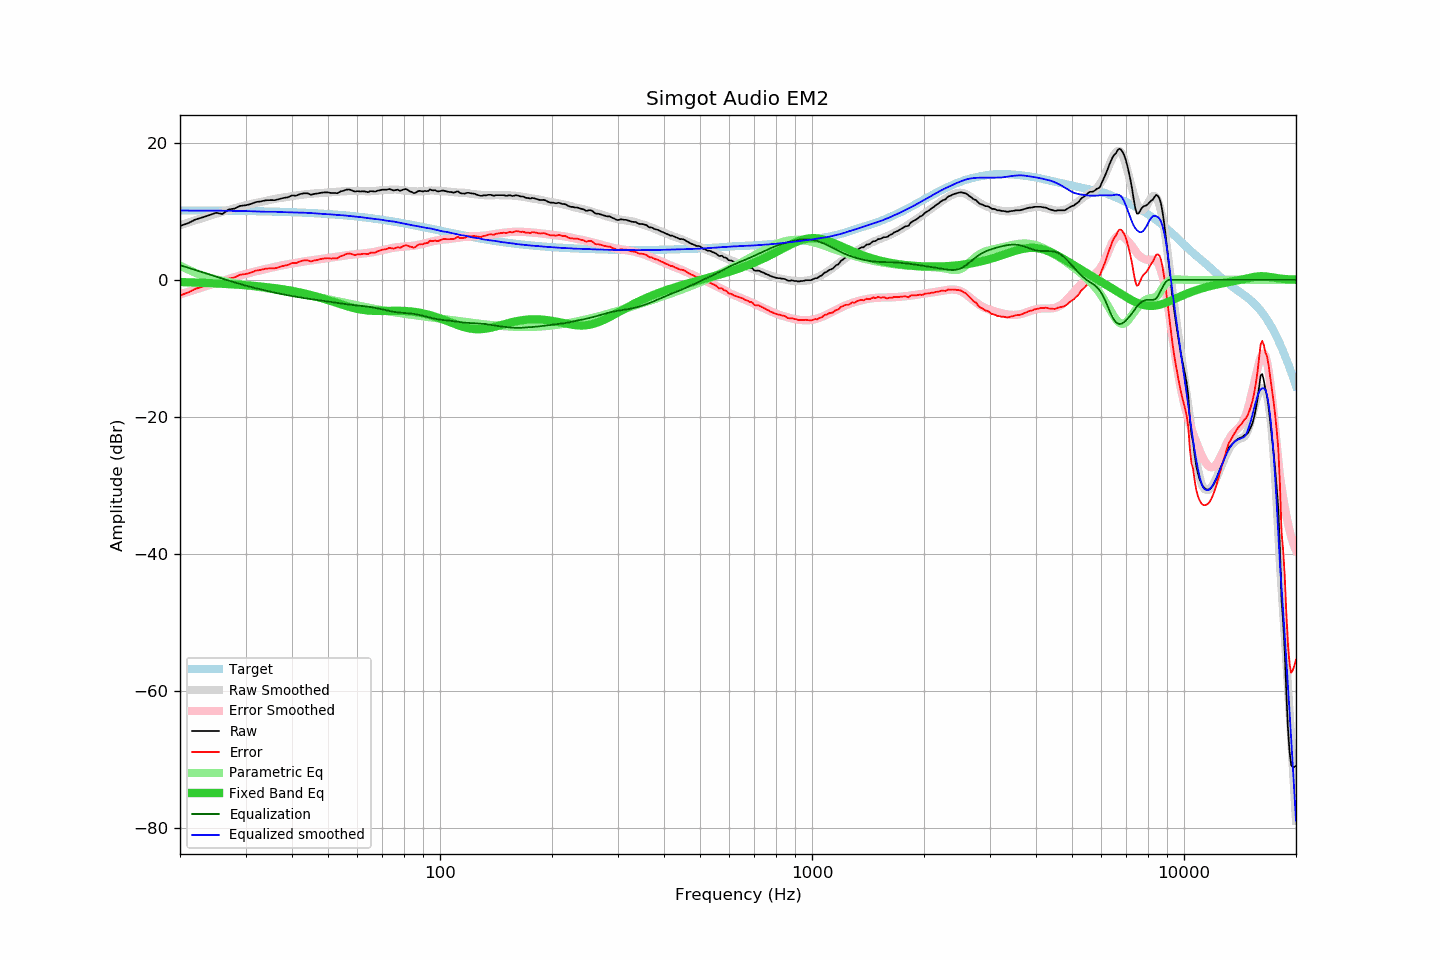 Simgot Audio EM2
20
0
−20
−40
−60
−80
Amplitude (dBr)
Target
Raw Smoothed
Error Smoothed
Raw
Error
Parametric Eq
Fixed Band Eq
Equalization
Equalized smoothed
100
1000
10000
Frequency (Hz)